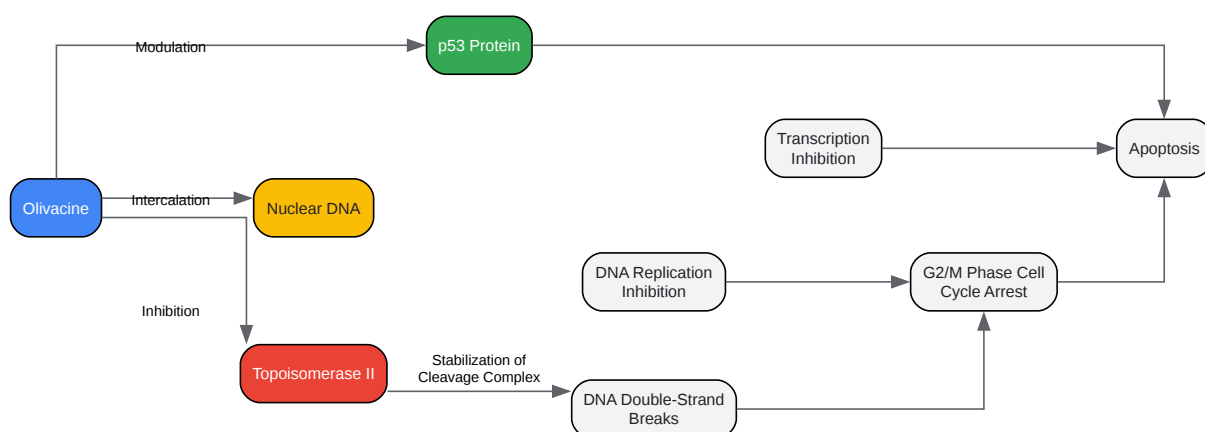 Modulation
p53 Protein
Transcription
Inhibition
Apoptosis
Olivacine
Intercalation
Nuclear DNA
DNA Replication
Inhibition
G2/M Phase Cell
Cycle Arrest
Inhibition
Topoisomerase II
Stabilization of
Cleavage Complex
DNA Double-Strand
Breaks